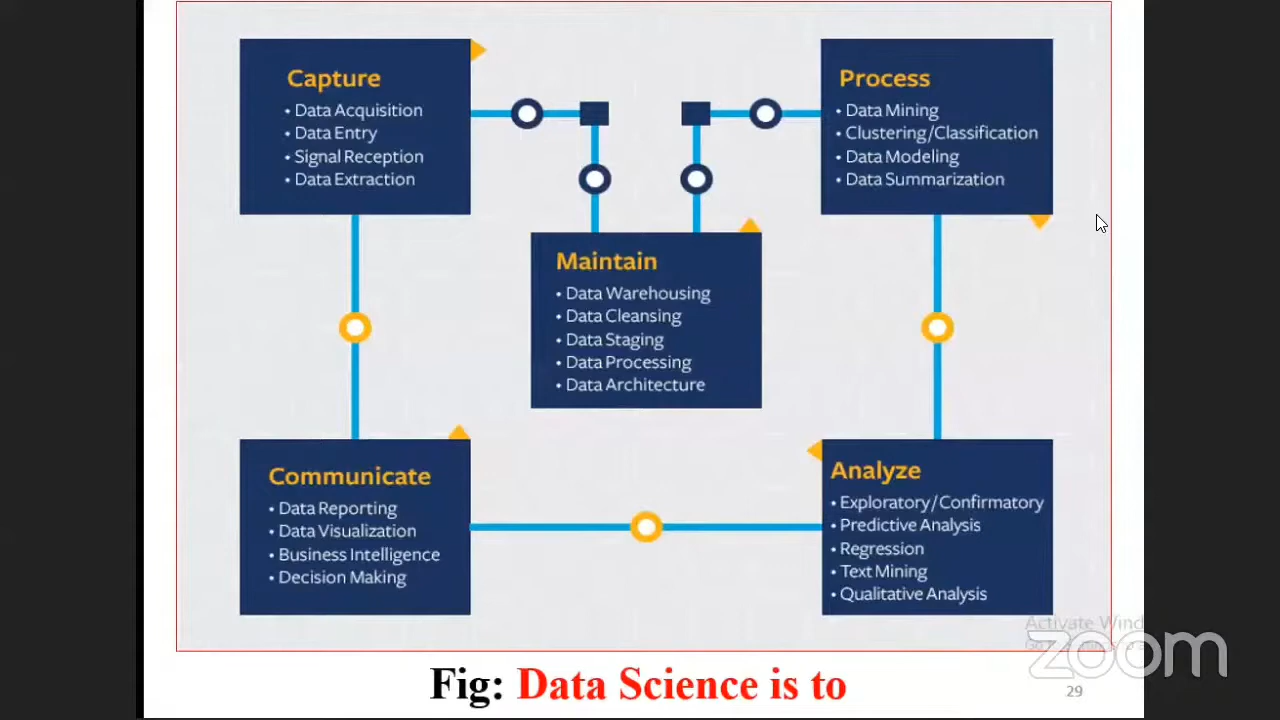 Capture
• Data Acquisition
• Data Entry
• Signal Reception
• Data Extraction
Process
• Data Mining
• Clustering/Classification
• Data Modeling
• Data Summarization
Maintain
• Data Warehousing
• Data Cleansing
• Data Staging
• Data Processing
• Data Architecture
Communicate
• Data Reporting
• Data Visualization
• Business Intelligence
• Decision Making
Analyze
• Exploratory/Confirmatory
• Predictive Analysis
• Regression
• Text Mining
• Qualitative Analysis
Activate Wind
zoom
Fig: Data Science is to
29